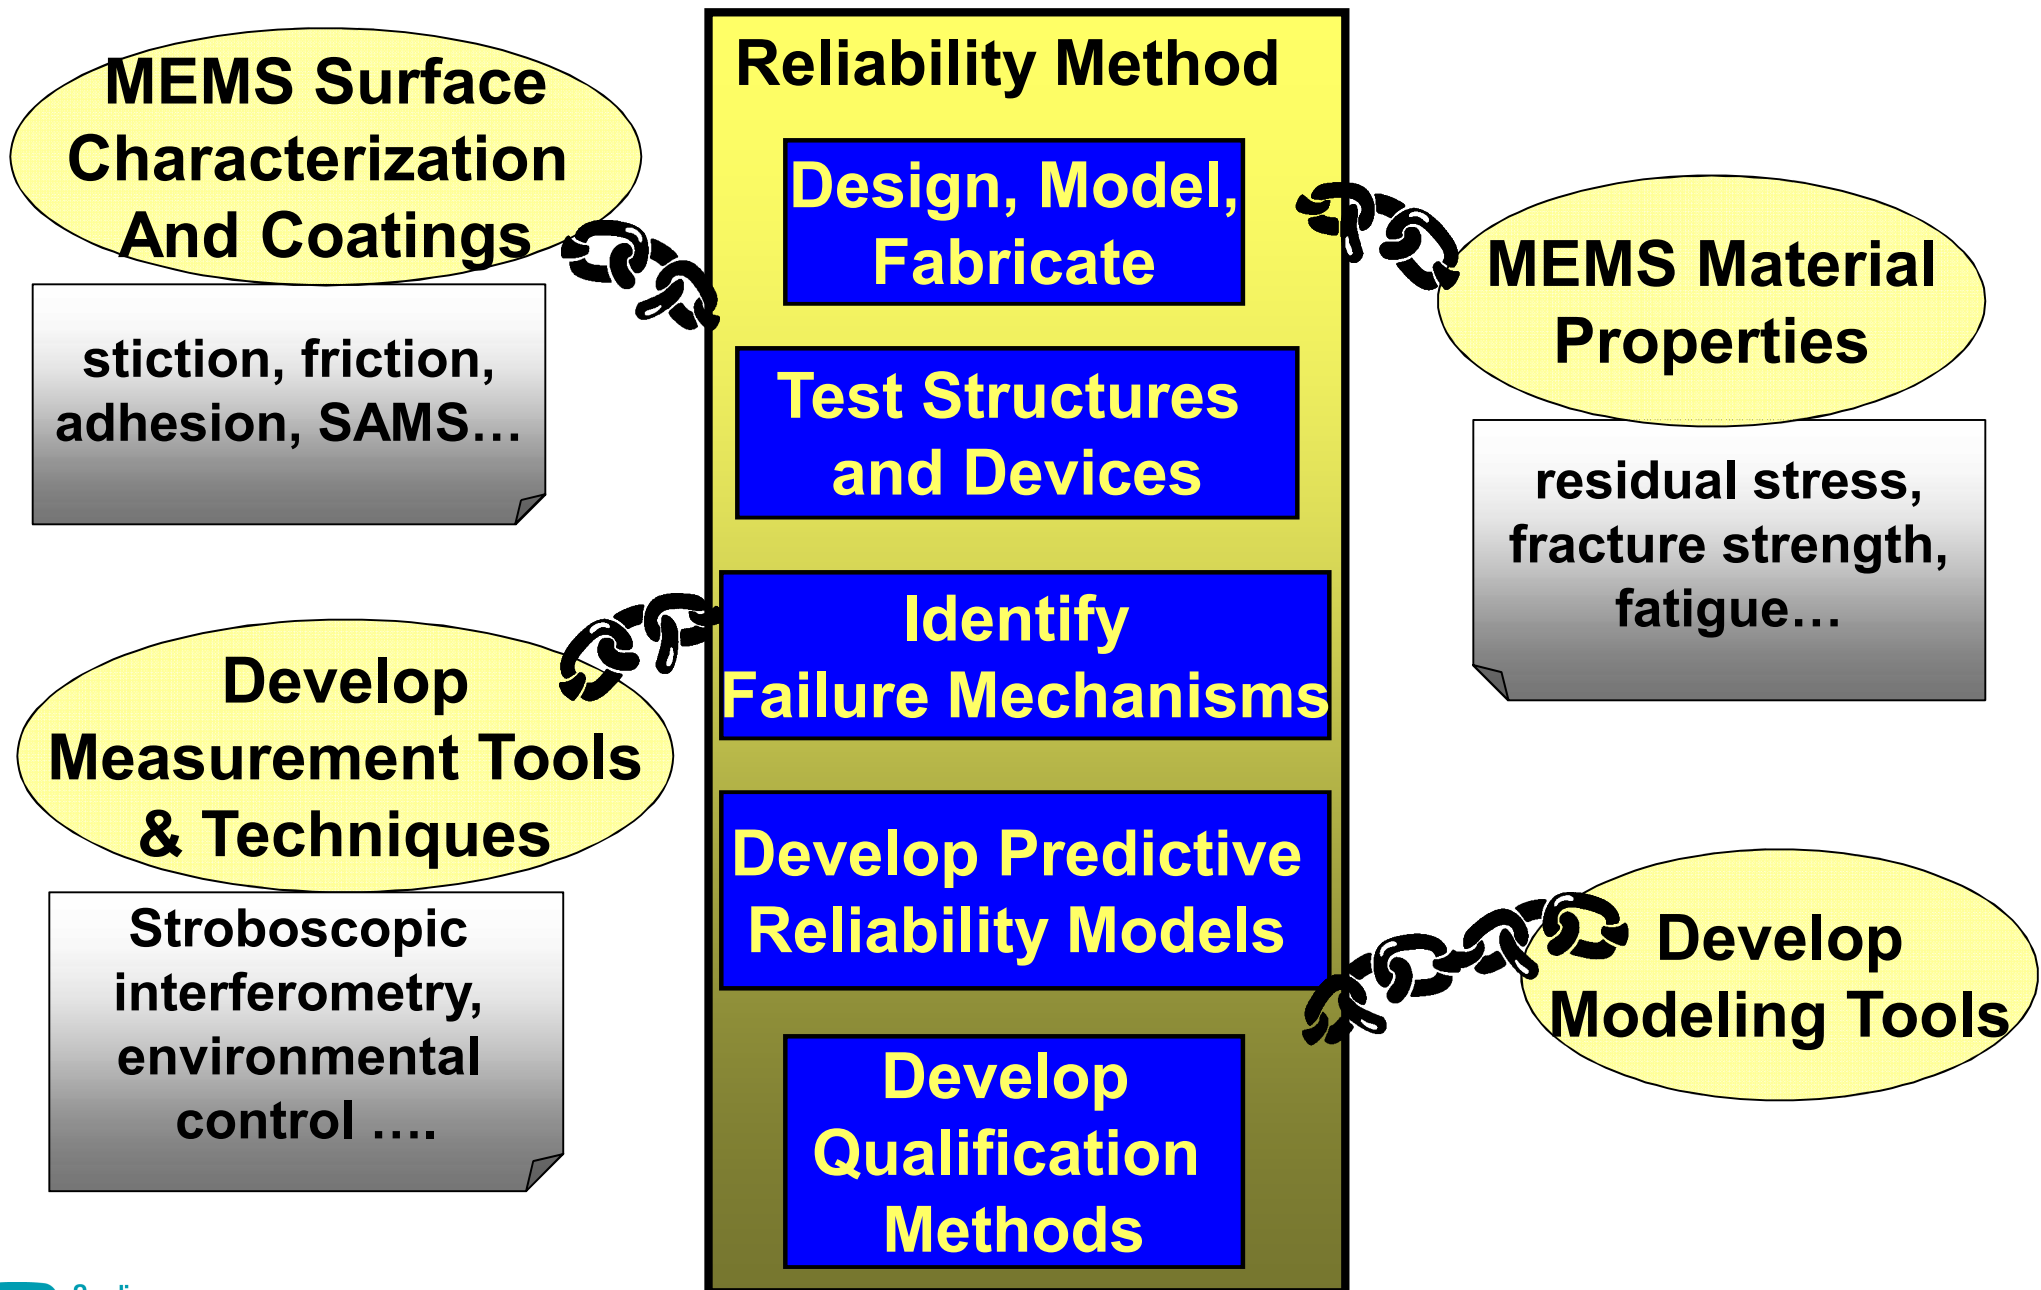 MEMS Surface
Characterization
And Coatings
stiction, friction,
adhesion, SAMS…
Develop
Measurement Tools
& Techniques
Stroboscopic
interferometry,
environmental
control ….
Reliability Method
Design, Model,
Fabricate
Test Structures
and Devices
Identify
Failure Mechanisms
Develop Predictive
Reliability Models
Develop
Qualification
Methods
MEMS Material
Properties
residual stress,
fracture strength,
fatigue…
Develop
Modeling Tools